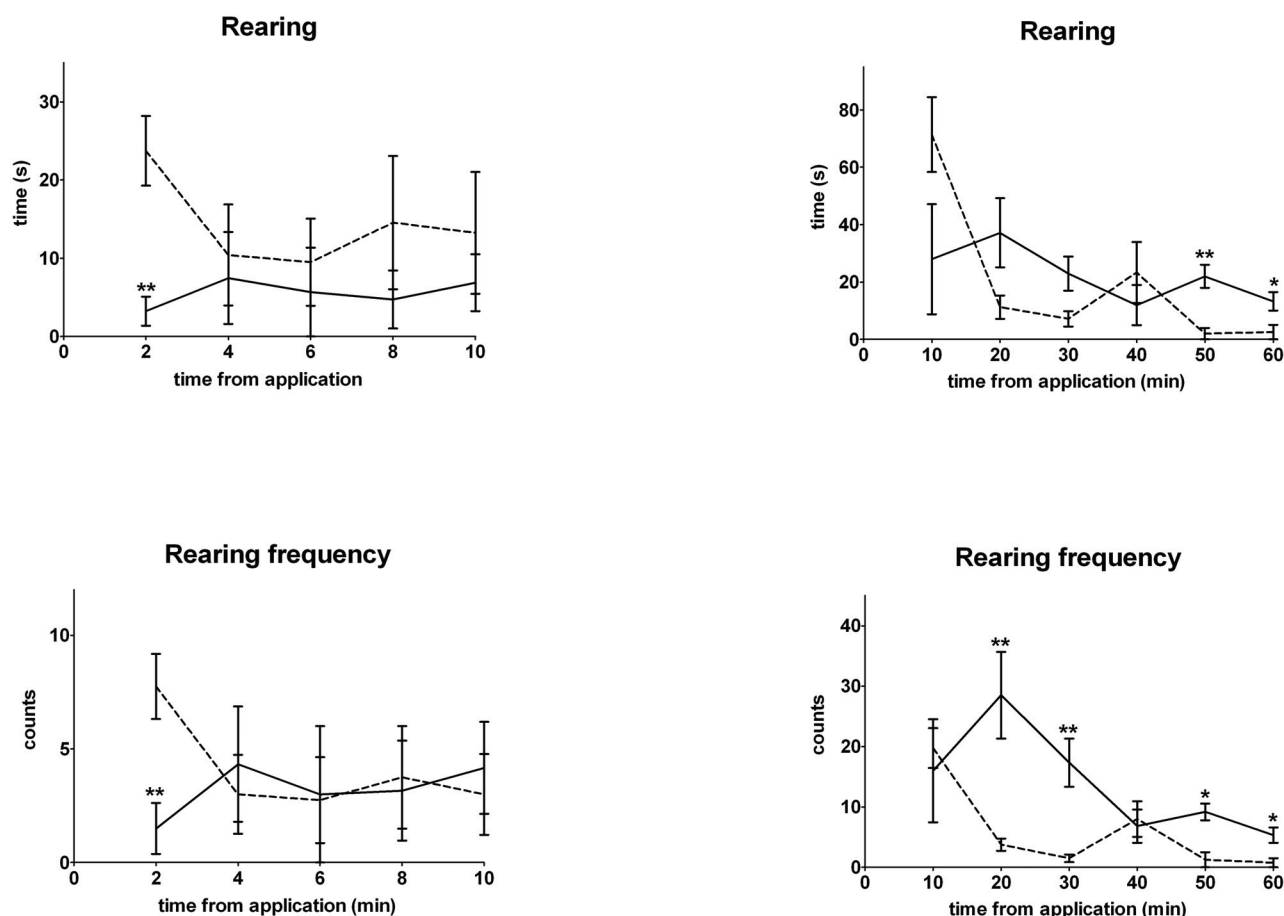 Rearing
30
20
10
0
time (s)
**
0 2 4 6 8 10
time from application
Rearing
80
60
40
20
0
time (s)
**
*
0 10 20 30 40 50 60
time from application (min)
Rearing frequency
10
5
0
counts
**
0 2 4 6 8 10
time from application (min)
Rearing frequency
40
30
20
10
0
counts
**
**
*
*
0 10 20 30 40 50 60
time from application (min)